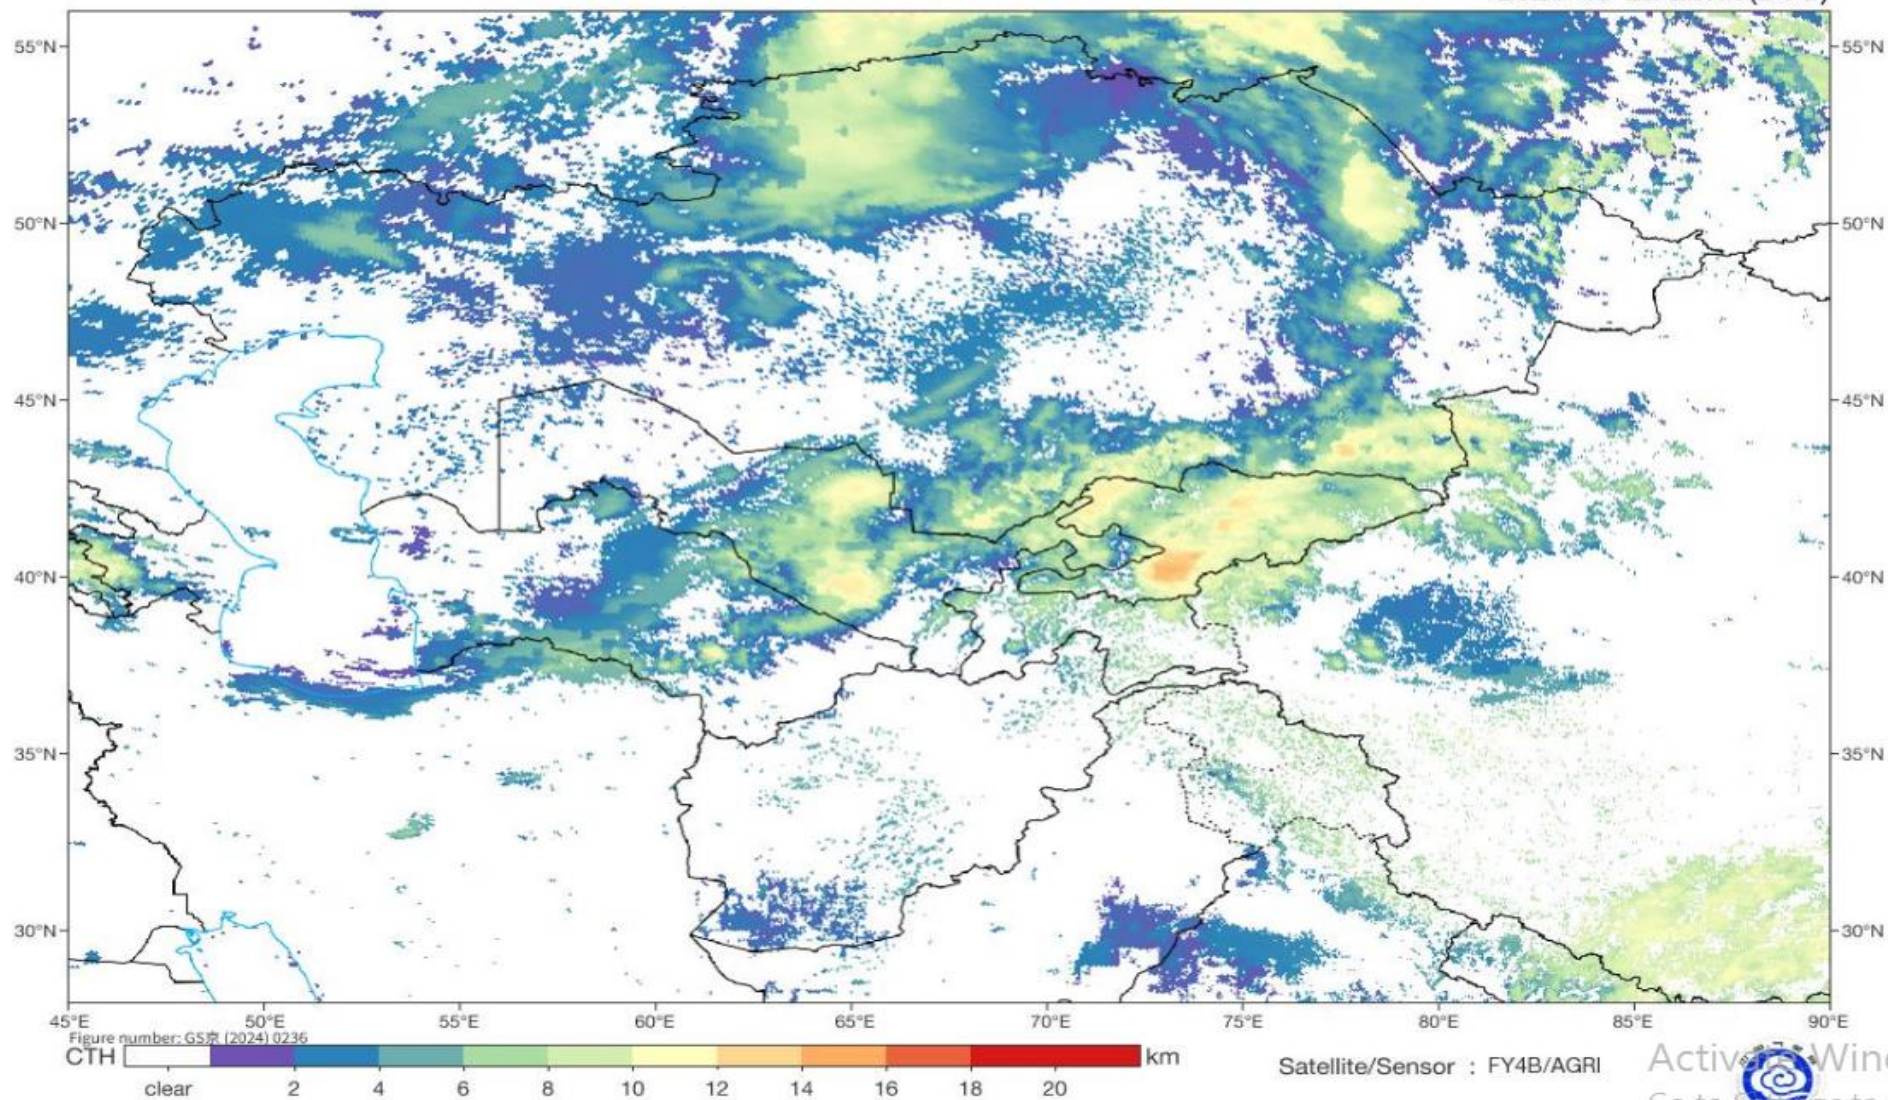 55°N 55°N
50°N 50°N
45°N 45°N
40°N 40°N
35°N 35°N
30°N 30°N
45°E 50°E 55°E 60°E 65°E 70°E 75°E 80°E 85°E 90°E
Figure number: GS京 (2024) 0236
CTH km
clear 2 4 6 8 10 12 14 16 18 20
Satellite/Sensor : FY4B/AGRI